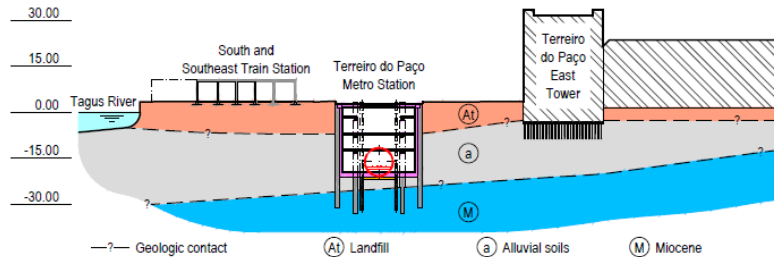 30.00
15.00
0.00
-15.00
-30.00
South and
Southeast Train Station
Terreiro do Paço
Metro Station
Terreiro
do Paço
East
Tower
Tagus River
At
a
M
?
?
?
?
?
?
?
—?— Geologic contact
At Landfill
a Alluvial soils
M Miocene